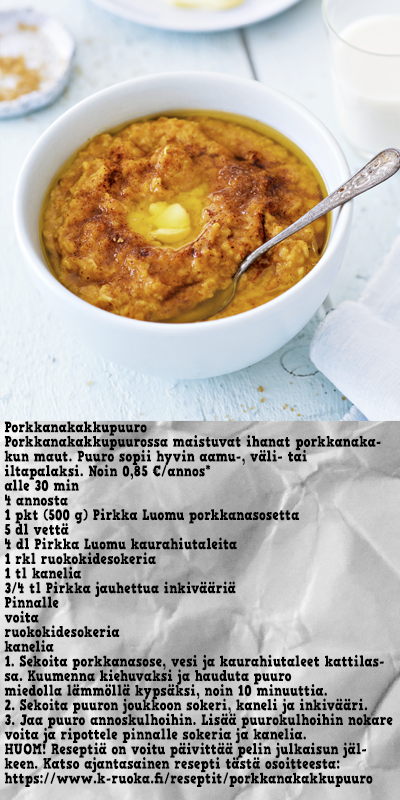 Porkkanakakkupuuro
Porkkanakakkupuurossa maistuvat ihanat porkkanaka-
kun maut. Puuro sopii hyvin aamu-, väli- tai
iltapalaksi. Noin 0,85 €/annos*
alle 30 min
4 annosta
1 pkt (500 g) Pirkka Luomu porkkanasosetta
5 dl vettä
4 dl Pirkka Luomu kaurahiutaleita
1 rkl ruokokidesokeria
1 tl kanelia
3/4 tl Pirkka jauhettua inkivääriä
Pinnalle
voita
ruokokidesokeria
kanelia
1. Sekoita porkkanasose, vesi ja kaurahiutaleet kattilas-
sa. Kuumenna kiehuvaksi ja hauduta puuro
miedolla lämmöllä kypsäksi, noin 10 minuuttia.
2. Sekoita puuron joukkoon sokeri, kaneli ja inkivääri.
3. Jaa puuro annoskulhoihin. Lisää puurokulhoihin nokare
voita ja ripottele pinnalle sokeria ja kanelia.
HUOM! Reseptiä on voitu päivittää pelin julkaisun jäl-
keen. Katso ajantasainen resepti tästä osoitteesta:
https://www.k-ruoka.fi/reseptit/porkkanakakkupuuro